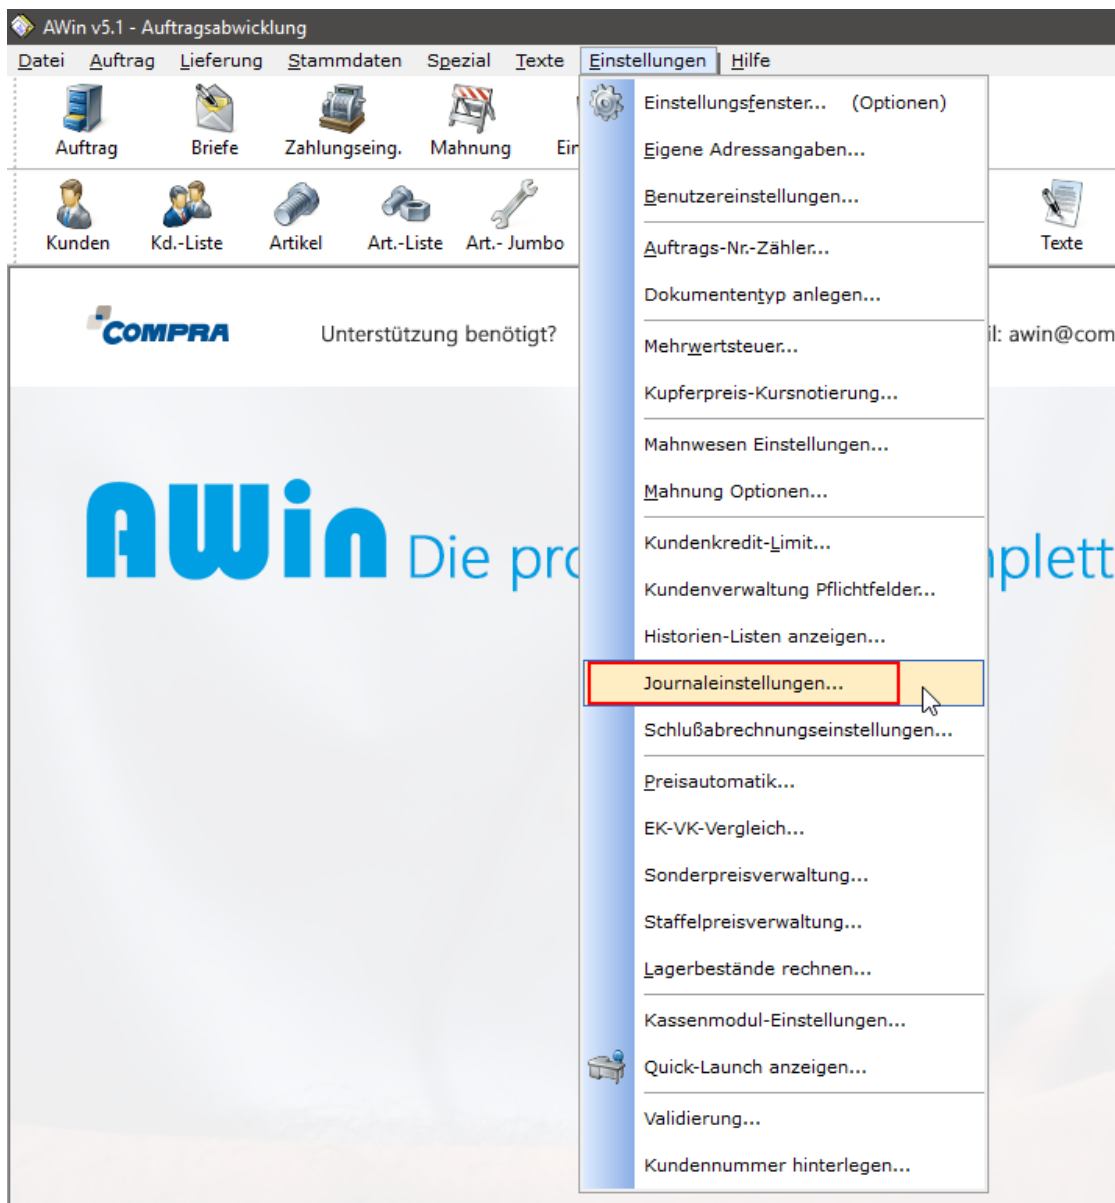 AWin v5.1 - Auftragsabwicklung
Datei Auftrag Lieferung Stammdaten Spezial Texte Einstellungen Hilfe
Auftrag Briefe Zahlungseing. Mahnung
Kunden Kd.-Liste Artikel Art.-Liste Art.- Jumbo Texte
COMPRA Unterstützung benötigt? awin@com
AWin Die
Einstellungsfenster... (Optionen)
Eigene Adressangaben...
Benutzereinstellungen...
Auftrags-Nr.-Zähler...
Dokumententyp anlegen...
Mehrwertsteuer...
Kupferpreis-Kursnotierung...
Mahnwesen Einstellungen...
Mahnung Optionen...
Kundenkredit-Limit...
Kundenverwaltung Pflichtfelder...
Historien-Listen anzeigen...
Journaleinstellungen...
Schlußabrechnungseinstellungen...
Preisautomatik...
EK-VK-Vergleich...
Sonderpreisverwaltung...
Staffelpreisverwaltung...
Lagerbestände rechnen...
Kassenmodul-Einstellungen...
Quick-Launch anzeigen...
Validierung...
Kundennummer hinterlegen...